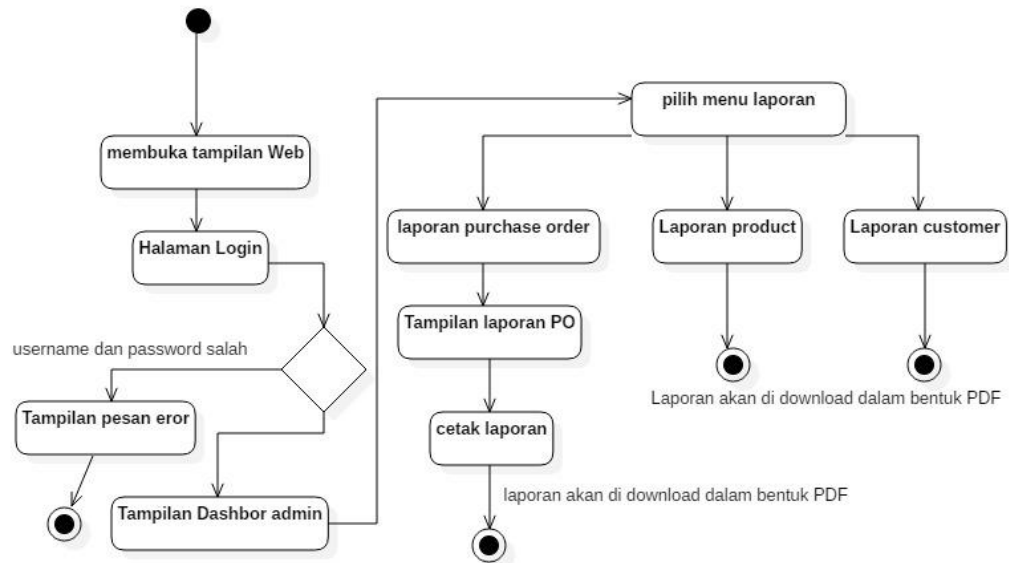 membuka tampilan Web
Halaman Login
username dan password salah
Tampilan pesan eror
Tampilan Dashbor admin
pilih menu laporan
laporan purchase order
Laporan product
Laporan customer
Tampilan laporan PO
cetak laporan
laporan akan di download dalam bentuk PDF
Laporan akan di download dalam bentuk PDF